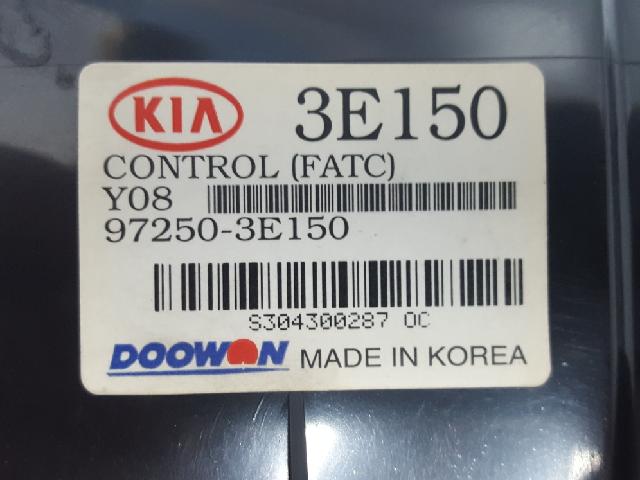 KIA 3E150
CONTROL (FATC)
Y08
97250-3E150
S304300287 OC
DOOWON MADE IN KOREA